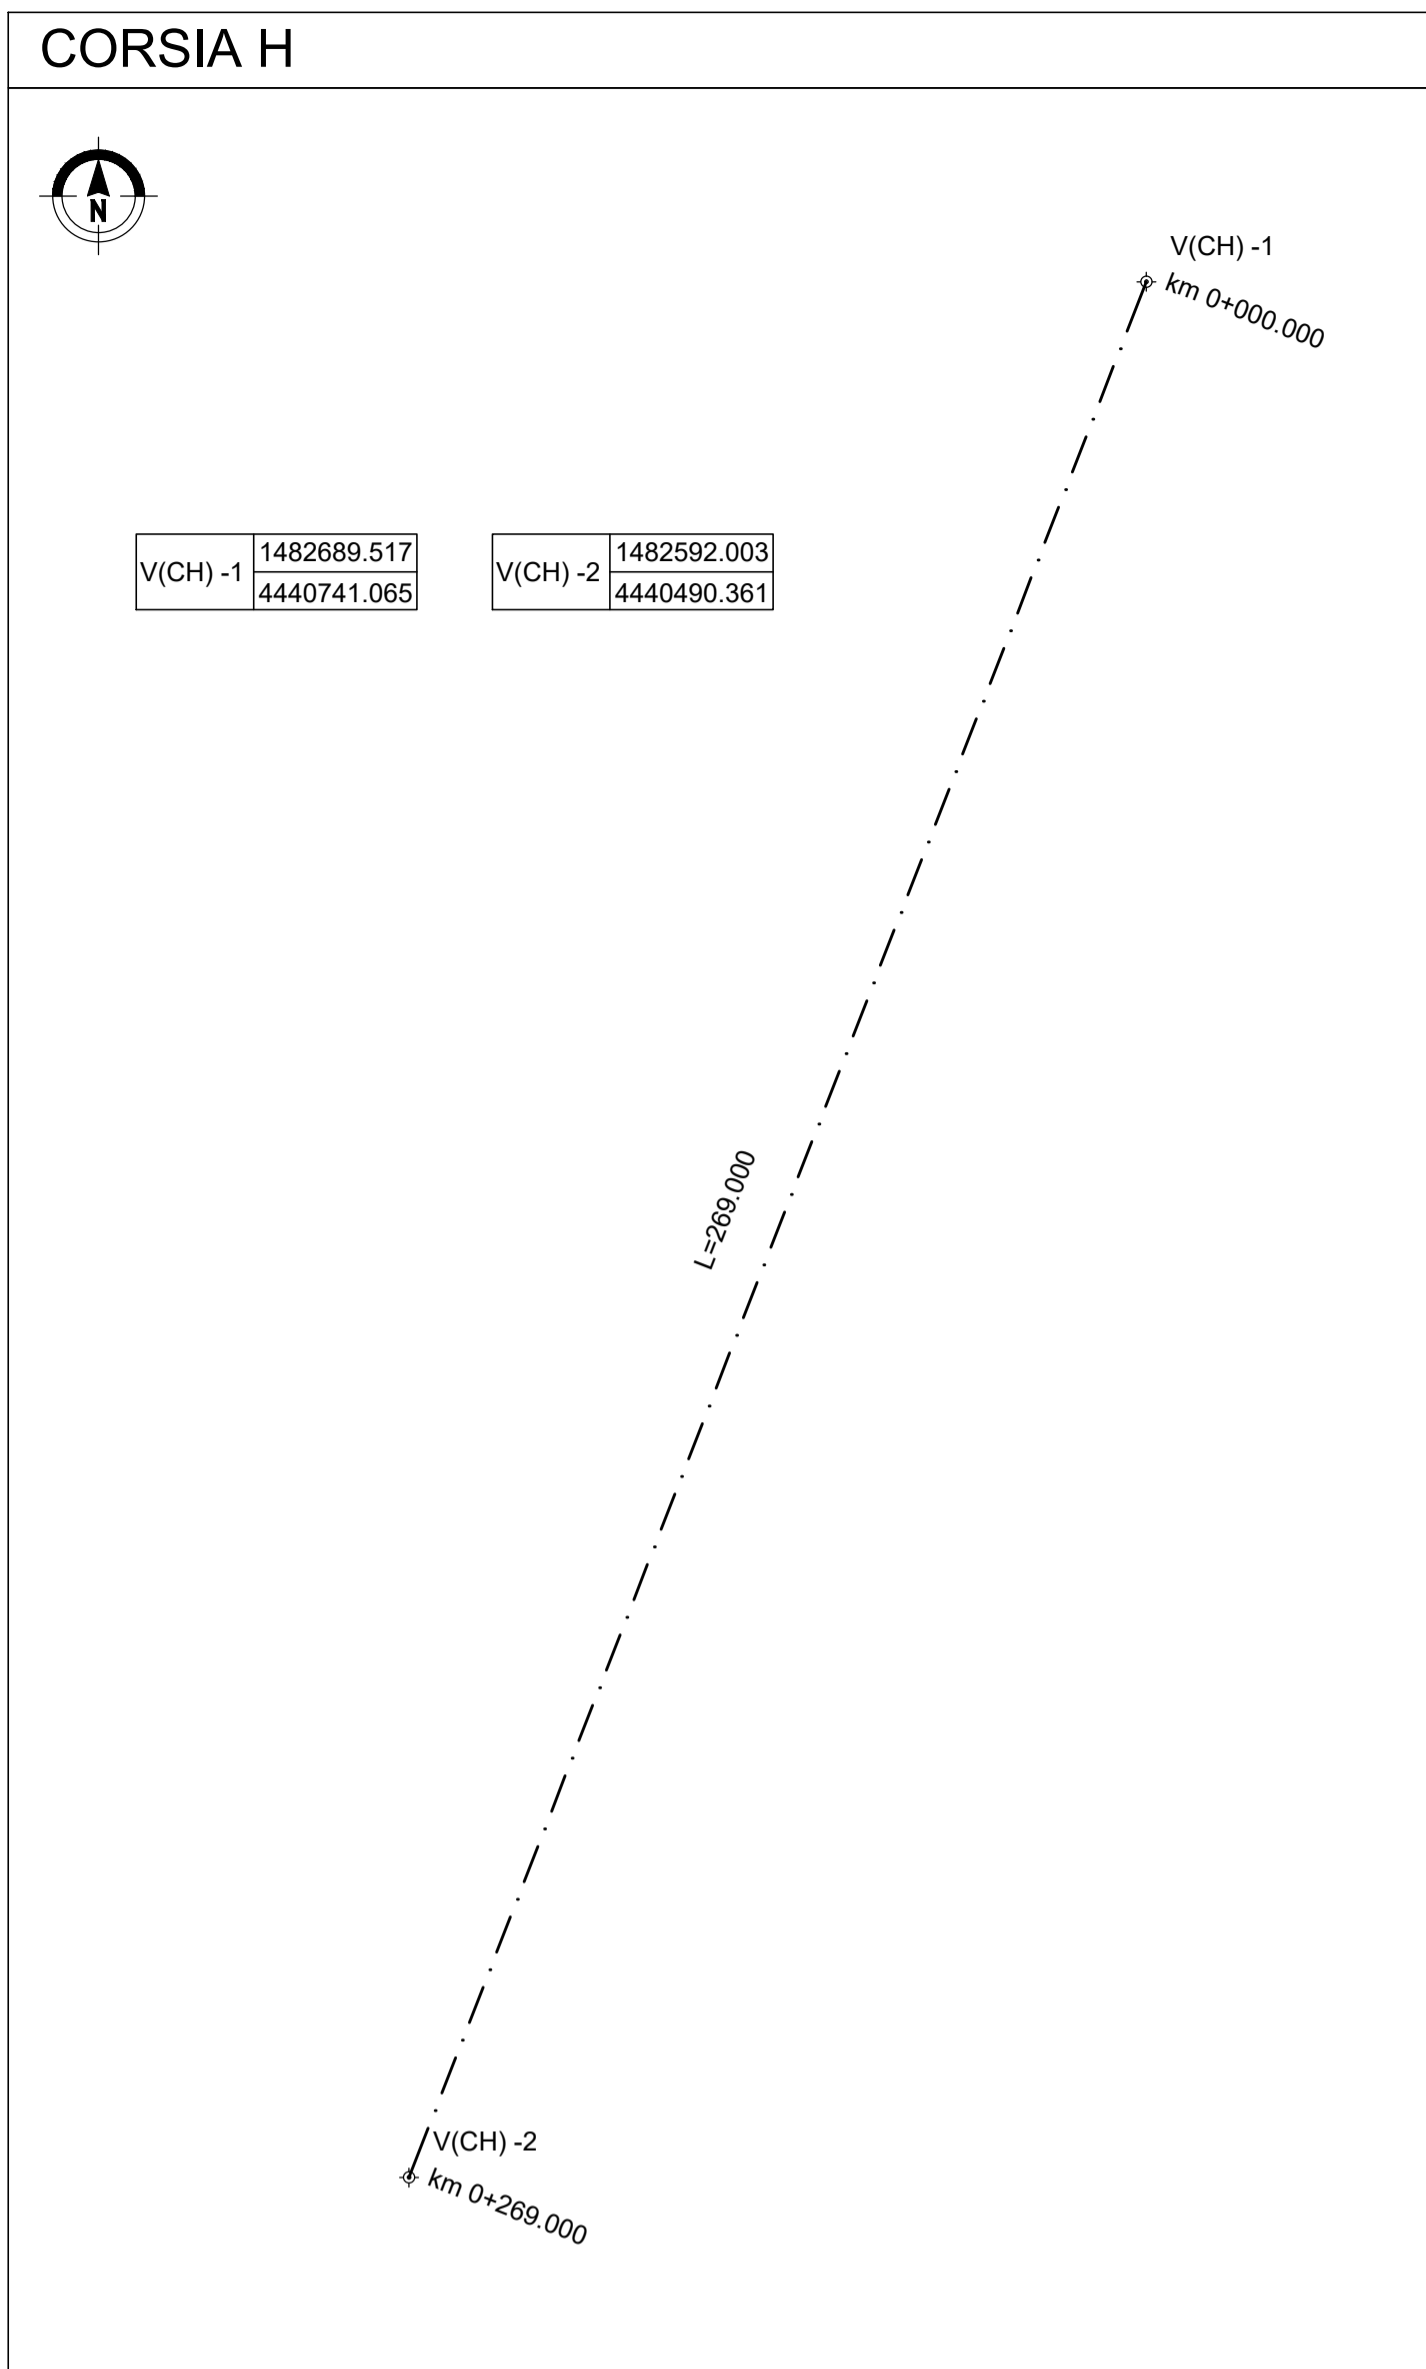 CORSIA H
N
V(CH) -1
km 0+000.000
V(CH) -1
1482689.517
4440741.065
V(CH) -2
1482592.003
4440490.361
L=269.000
V(CH) -2
km 0+269.000